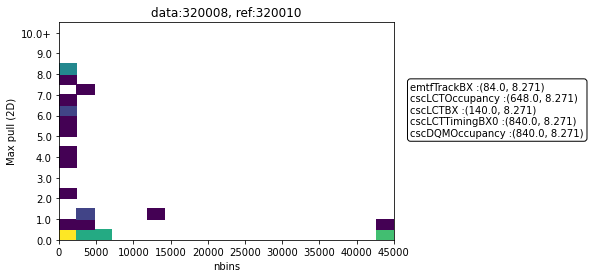 data:320008, ref:320010
10.0+
9.0
8.0
7.0
6.0
5.0
4.0
3.0
2.0
1.0
0.0
Max pull (2D)
0 5000 10000 15000 20000 25000 30000 35000 40000 45000
nbins
emtfTrackBX :(84.0, 8.271)
cscLCTOccupancy :(648.0, 8.271)
cscLCTBX :(140.0, 8.271)
cscLCTTimingBX0 :(840.0, 8.271)
cscDQMOccupancy :(840.0, 8.271)